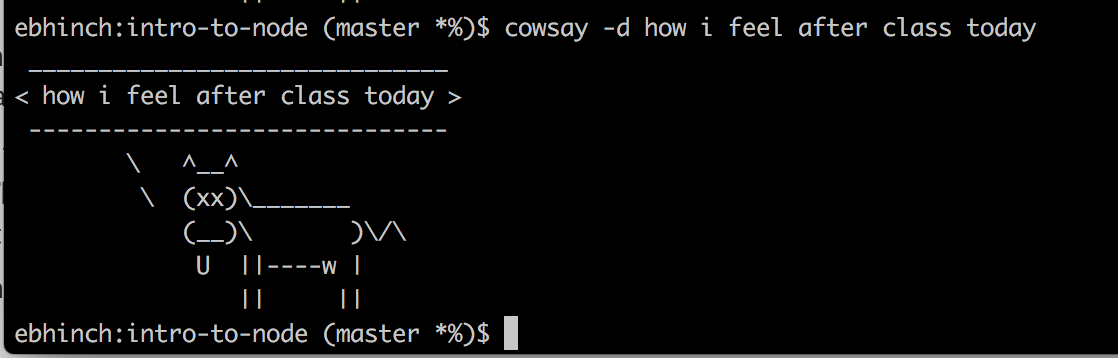 ebhinch:intro-to-node (master *%)$ cowsay -d how i feel after class today
 ______________________________
< how i feel after class today >
 ------------------------------
        \   ^__^
         \  (xx)\_______
            (__)\       )\/\
             U  ||----w |
                ||     ||
ebhinch:intro-to-node (master *%)$